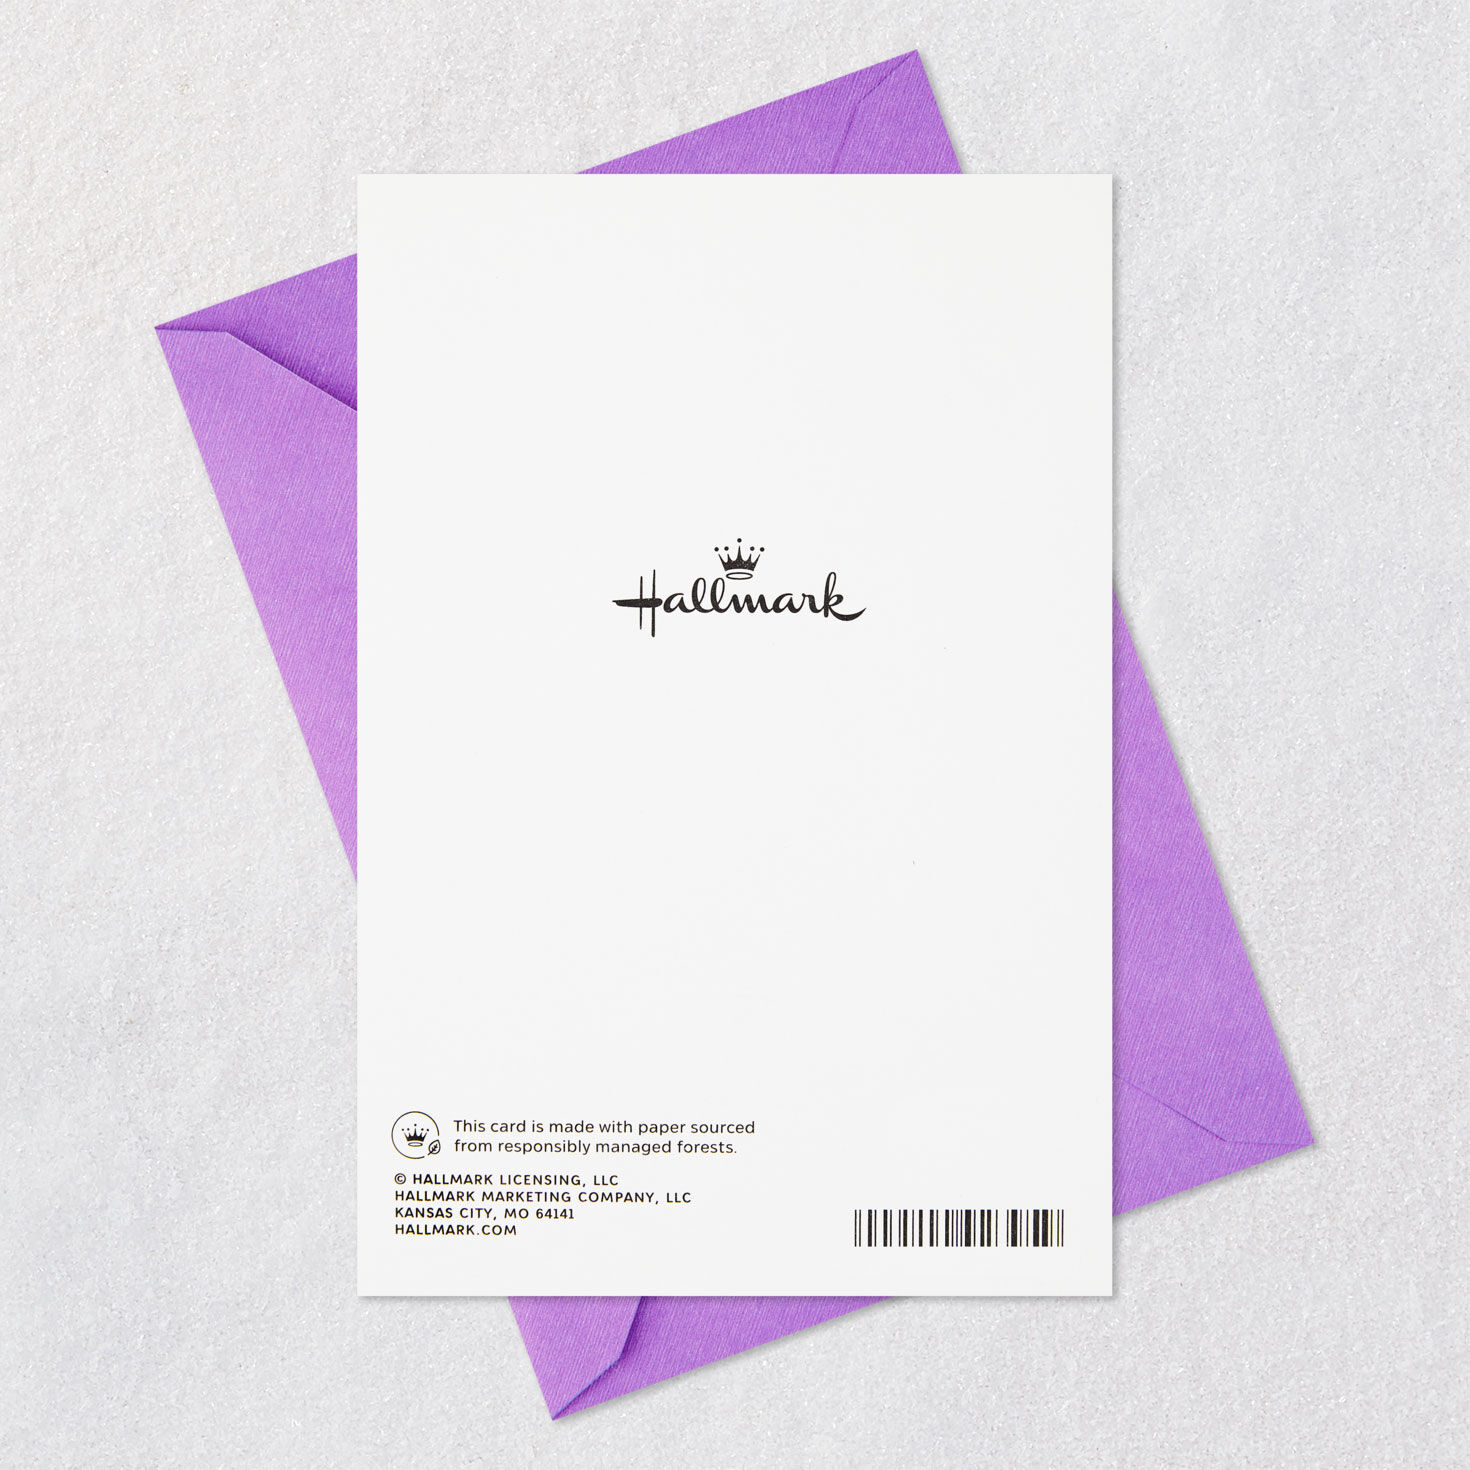 Hallmark
This card is made with paper sourced
from responsibly managed forests.
© HALLMARK LICENSING, LLC
HALLMARK MARKETING COMPANY, LLC
KANSAS CITY, MO 64141
HALLMARK.COM